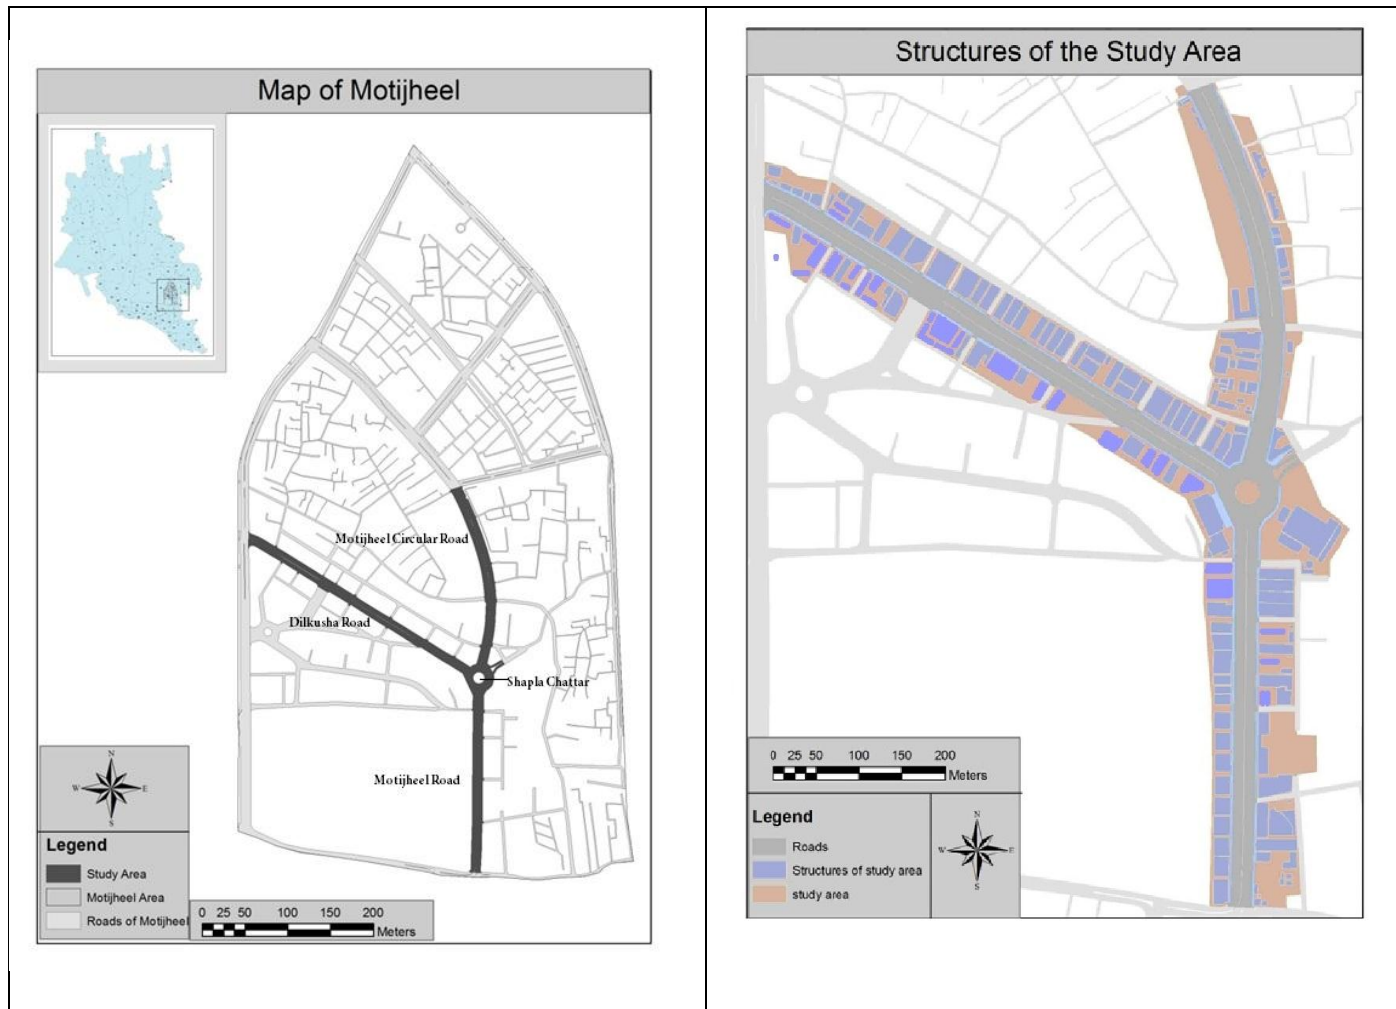 Map of Motijheel
Motijheel Circular Road
Dilkusha Road
Shapla Chattar
Motijheel Road
N
W E
S
Legend
Study Area
Motijheel Area
Roads of Motijheel
0 25 50 100 150 200
Meters
Structures of the Study Area
0 25 50 100 150 200
Meters
Legend
Roads
Structures of study area
study area
N
W E
S